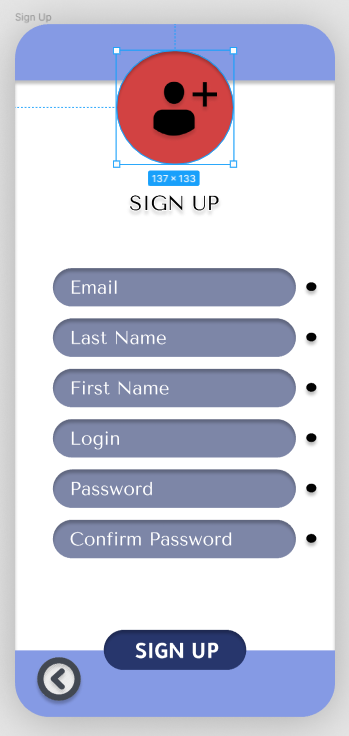 Sign Up
137 × 133
SIGN UP
Email
Last Name
First Name
Login
Password
Confirm Password
SIGN UP